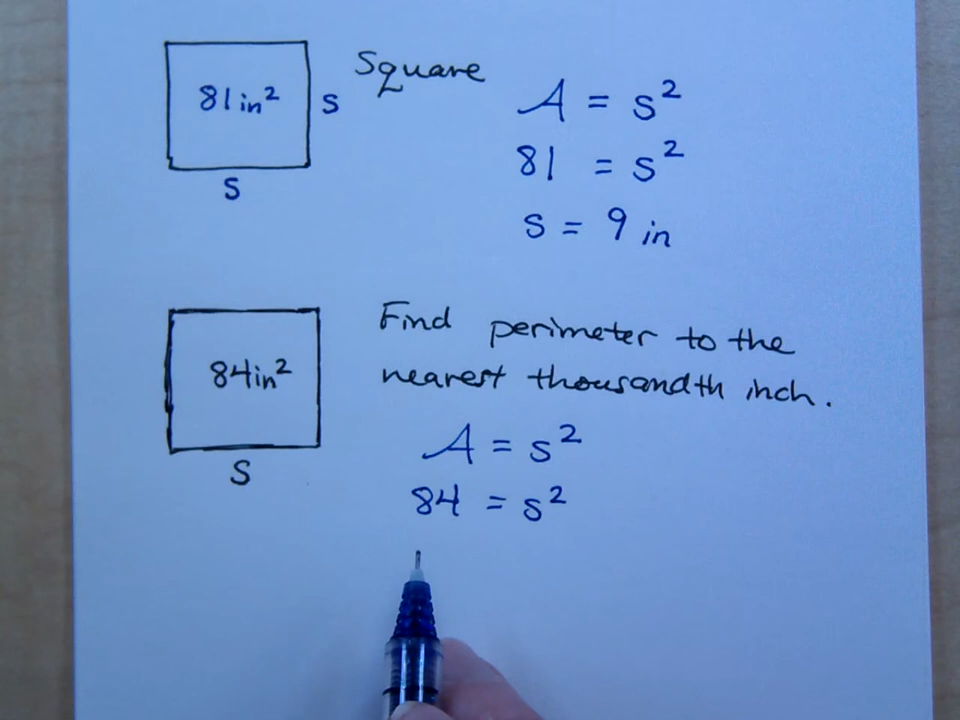 81 in²
s
s
Square
A = s²
81 = s²
s = 9 in
84 in²
s
Find perimeter to the
nearest thousandth inch.
A = s²
84 = s²